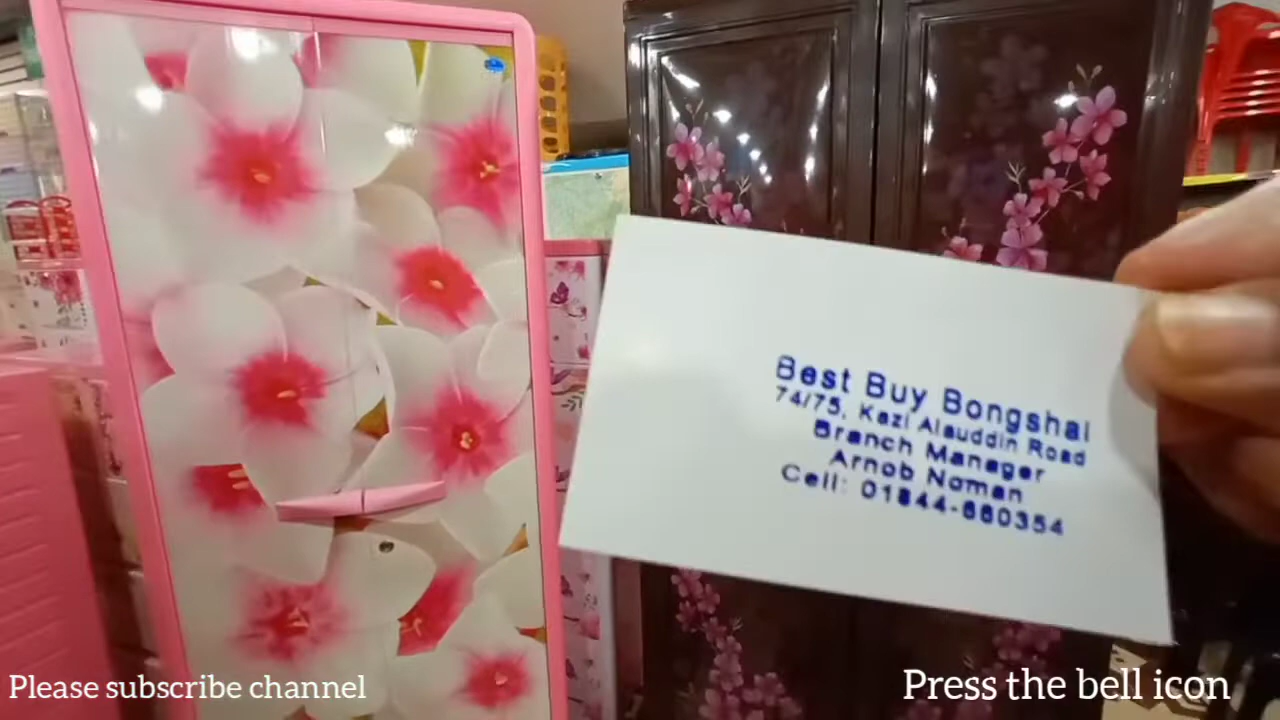 Best Buy Bongshal
74/75, Kazi Alauddin Road
Branch Manager
Arnob Noman
Cell: 01844-660354
Please subscribe channel
Press the bell icon